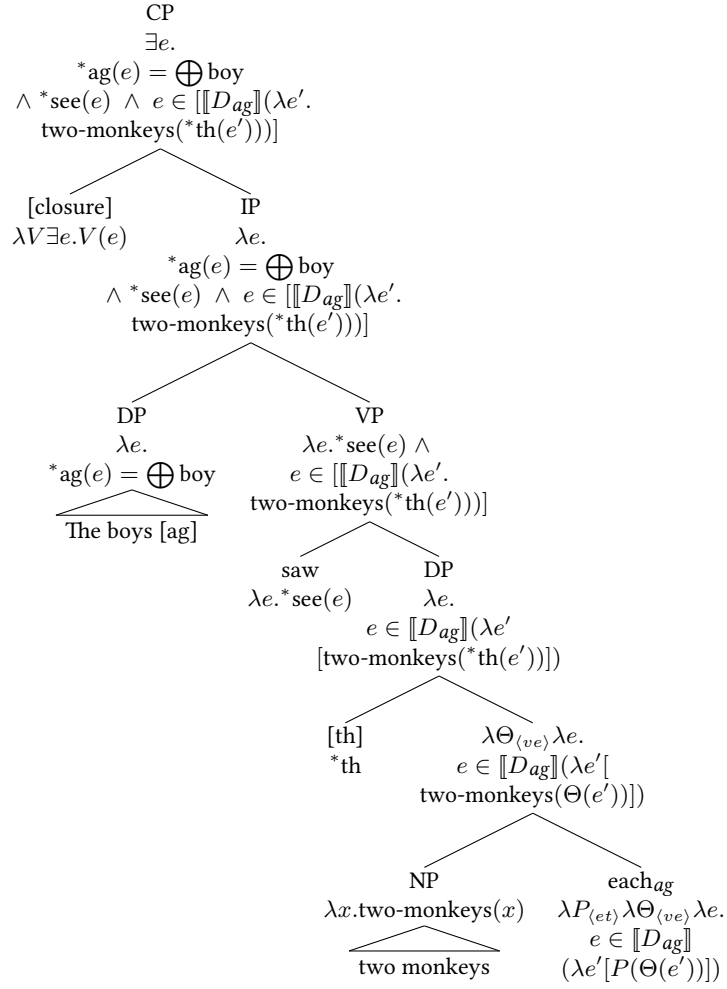 CP
∃e.
*ag(e) = ⊕ boy
∧ *see(e) ∧ e ∈ [⟦D_ag⟧(λe′.
two-monkeys(*th(e′)))]
[closure] IP
λV∃e.V(e) λe.
*ag(e) = ⊕ boy
∧ *see(e) ∧ e ∈ [⟦D_ag⟧(λe′.
two-monkeys(*th(e′)))]
DP VP
λe. λe.*see(e) ∧
*ag(e) = ⊕ boy e ∈ [⟦D_ag⟧(λe′.
two-monkeys(*th(e′)))]
The boys [ag]
saw DP
λe.*see(e) λe.
e ∈ ⟦D_ag⟧(λe′
[two-monkeys(*th(e′))])
[th] λΘ⟨ve⟩λe.
*th e ∈ ⟦D_ag⟧(λe′[
two-monkeys(Θ(e′))])
NP each_ag
λx.two-monkeys(x) λP⟨et⟩λΘ⟨ve⟩λe.
e ∈ ⟦D_ag⟧
two monkeys (λe′[P(Θ(e′))])